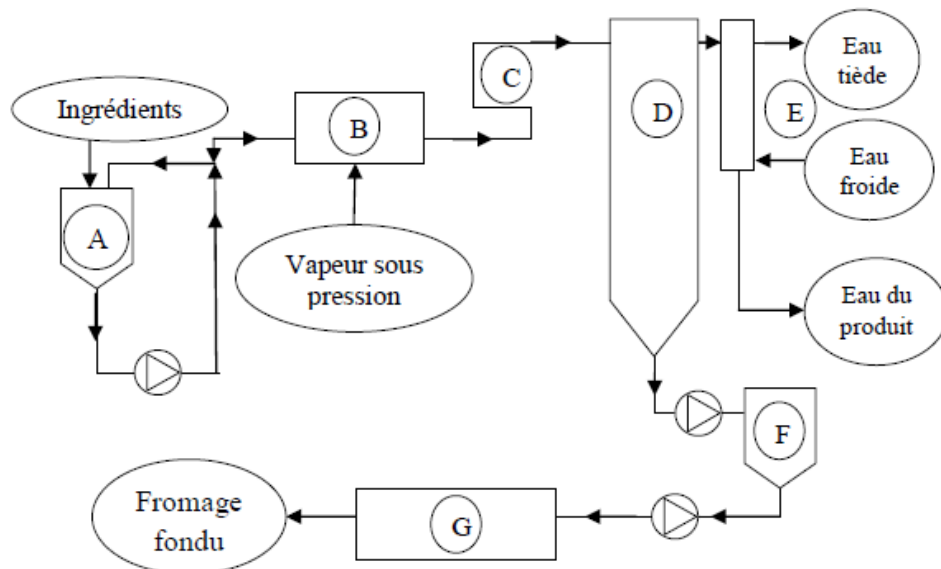 Ingrédients
A
B
Vapeur sous
pression
C
D
E
Eau
tiède
Eau
froide
Eau du
produit
F
G
Fromage
fondu